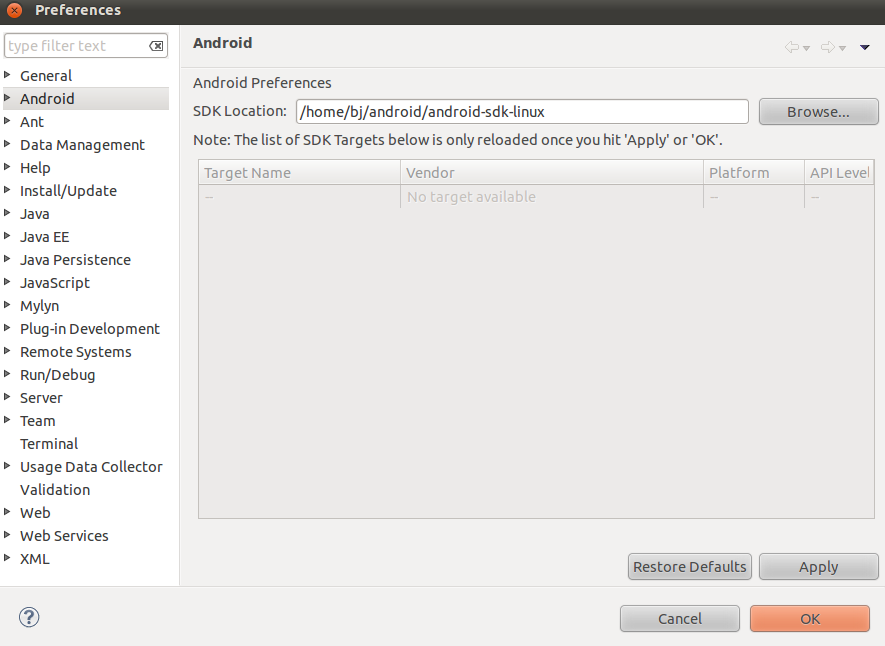 Preferences
type filter text
General
Android
Ant
Data Management
Help
Install/Update
Java
Java EE
Java Persistence
JavaScript
Mylyn
Plug-in Development
Remote Systems
Run/Debug
Server
Team
Terminal
Usage Data Collector
Validation
Web
Web Services
XML
Android
Android Preferences
SDK Location: /home/bj/android/android-sdk-linux Browse...
Note: The list of SDK Targets below is only reloaded once you hit 'Apply' or 'OK'.
Target Name Vendor Platform API Level
-- No target available -- --
Restore Defaults Apply
? Cancel OK